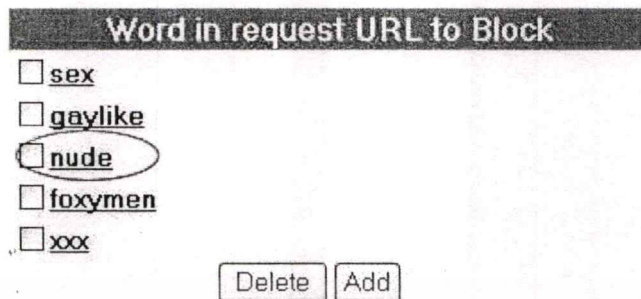 Word in request URL to Block
sex
gaylike
nude
foxymen
xxx
Delete Add